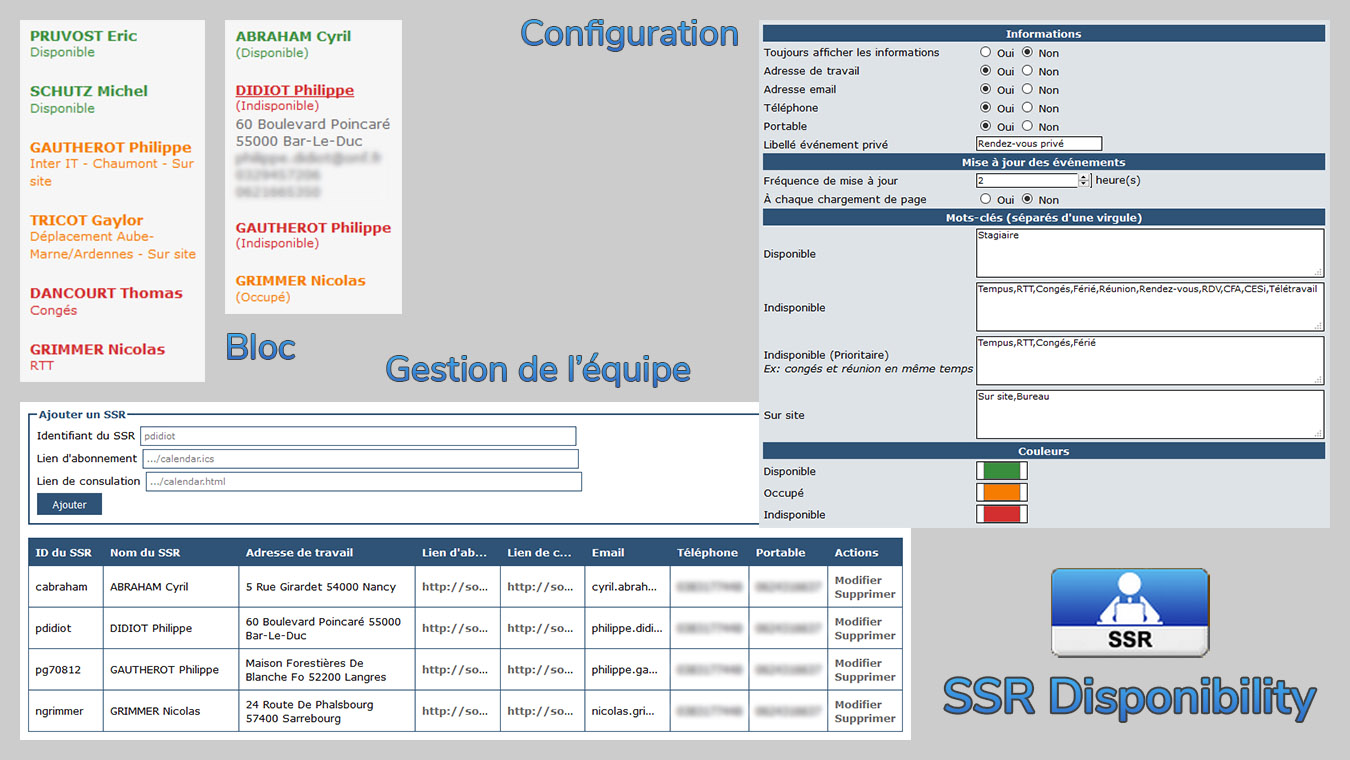 PRUVOST Eric
Disponible
SCHUTZ Michel
Disponible
GAUTHEROT Philippe
Inter IT - Chaumont - Sur
site
TRICOT Gaylor
Déplacement Aube-
Marne/Ardennes - Sur site
DANCOURT Thomas
Congés
GRIMMER Nicolas
RTT
ABRAHAM Cyril
(Disponible)
DIDIOT Philippe
(Indisponible)
60 Boulevard Poincaré
55000 Bar-Le-Duc
GAUTHEROT Philippe
(Indisponible)
GRIMMER Nicolas
(Occupé)
Bloc
Configuration
Informations
Toujours afficher les informations Oui Non
Adresse de travail Oui Non
Adresse email Oui Non
Téléphone Oui Non
Portable Oui Non
Libellé événement privé Rendez-vous privé
Mise à jour des événements
Fréquence de mise à jour 2 heure(s)
À chaque chargement de page Oui Non
Mots-clés (séparés d'une virgule)
Disponible Stagiaire
Indisponible Tempus,RTT,Congés,Férié,Réunion,Rendez-vous,RDV,CFA,CESi,Télétravail
Indisponible (Prioritaire) Tempus,RTT,Congés,Férié
Ex: congés et réunion en même temps
Sur site Sur site,Bureau
Couleurs
Disponible
Occupé
Indisponible
Gestion de l'équipe
Ajouter un SSR
Identifiant du SSR pdidiot
Lien d'abonnement .../calendar.ics
Lien de consulation .../calendar.html
Ajouter
ID du SSR Nom du SSR Adresse de travail Lien d'ab... Lien de c... Email Téléphone Portable Actions
cabraham ABRAHAM Cyril 5 Rue Girardet 54000 Nancy http://so... http://so... cyril.abrah... Modifier
Supprimer
pdidiot DIDIOT Philippe 60 Boulevard Poincaré 55000 http://so... http://so... philippe.didi... Modifier
Bar-Le-Duc Supprimer
pg70812 GAUTHEROT Philippe Maison Forestières De http://so... http://so... philippe.ga... Modifier
Blanche Fo 52200 Langres Supprimer
ngrimmer GRIMMER Nicolas 24 Route De Phalsbourg http://so... http://so... nicolas.gri... Modifier
57400 Sarrebourg Supprimer
SSR
SSR Disponibility